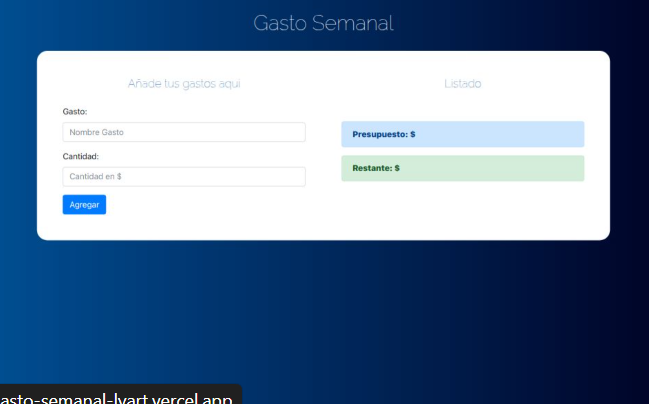 Gasto Semanal
Añade tus gastos aqui
Listado
Gasto:
Nombre Gasto
Presupuesto: $
Cantidad:
Restante: $
Cantidad en $
Agregar
asto-semanal-lyart.vercel.app